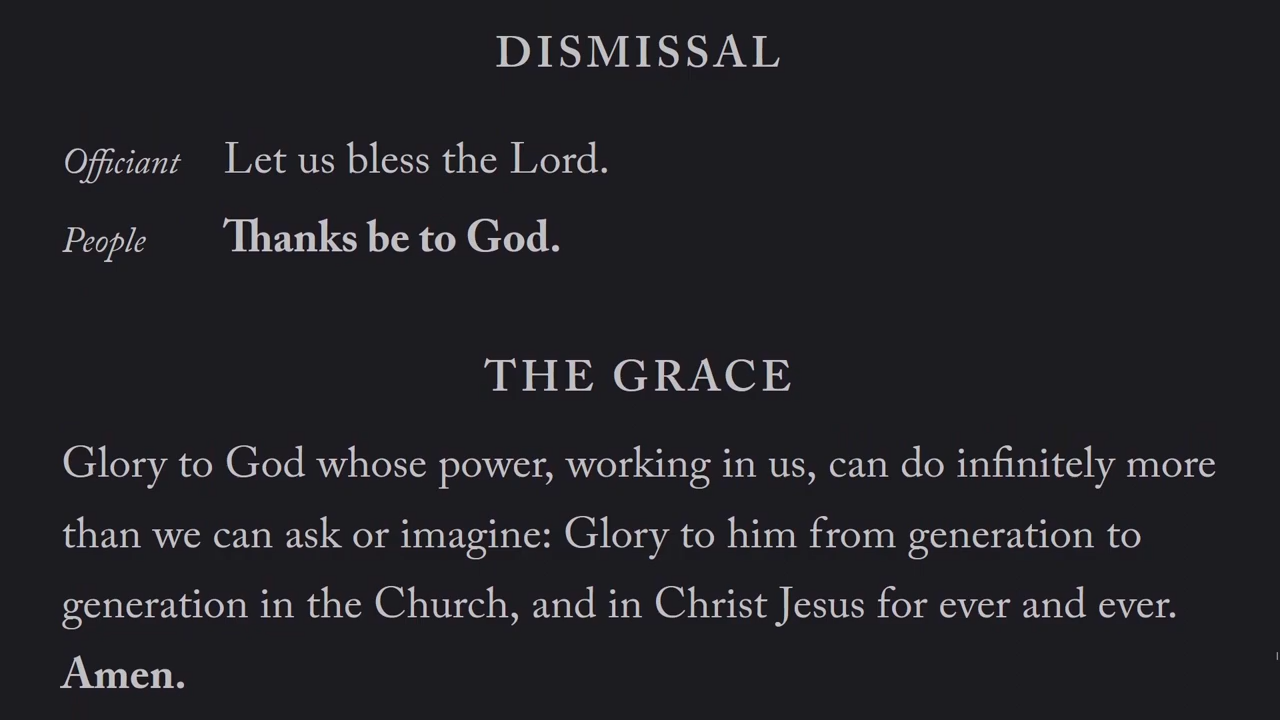 DISMISSAL
Officiant Let us bless the Lord.
People Thanks be to God.
THE GRACE
Glory to God whose power, working in us, can do infinitely more
than we can ask or imagine: Glory to him from generation to
generation in the Church, and in Christ Jesus for ever and ever.
Amen.